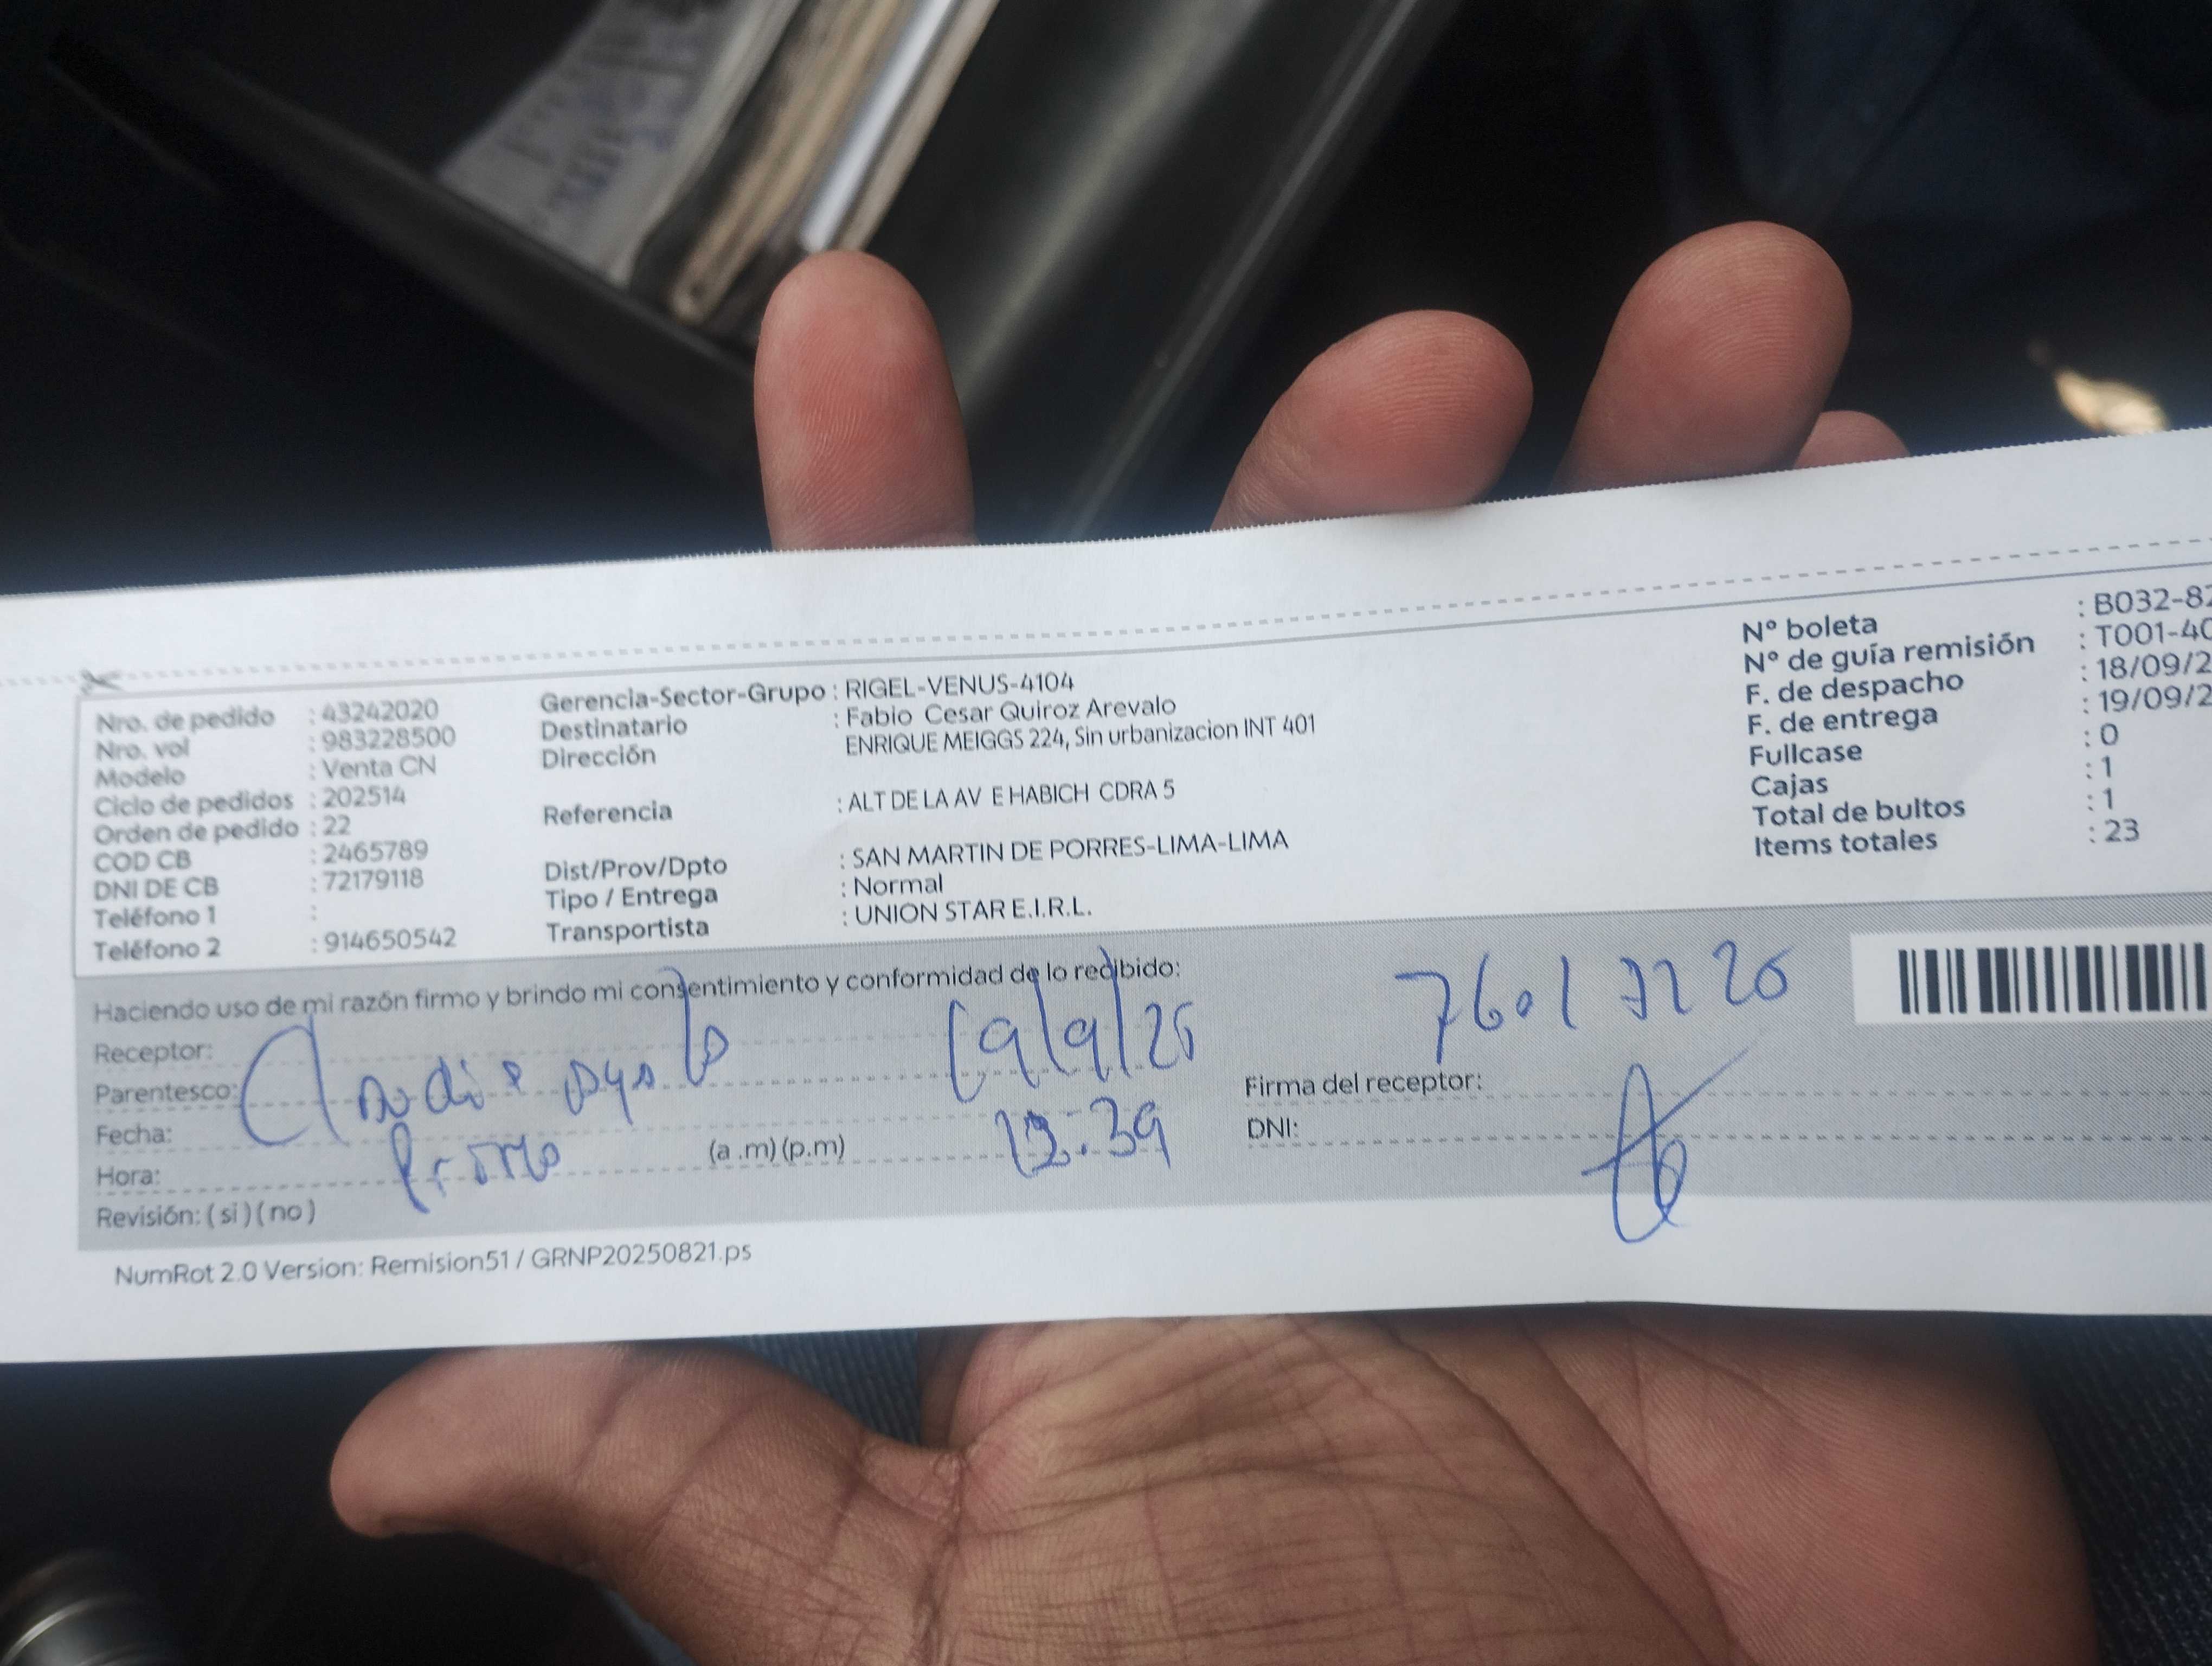 Nro. de pedido : 43242020
Nro. vol : 983228500
Modelo : Venta CN
Ciclo de pedidos : 202514
Orden de pedido : 22
COD CB : 2465789
DNI DE CB : 72179118
Teléfono 1 :
Teléfono 2 : 914650542
Gerencia-Sector-Grupo : RIGEL-VENUS-4104
Destinatario : Fabio Cesar Quiroz Arevalo
Dirección ENRIQUE MEIGGS 224, Sin urbanizacion INT 401
Referencia : ALT DE LA AV E HABICH CDRA 5
Dist/Prov/Dpto : SAN MARTIN DE PORRES-LIMA-LIMA
Tipo / Entrega : Normal
Transportista : UNION STAR E.I.R.L.
N° boleta : B032-82
N° de guía remisión : T001-40
F. de despacho : 18/09/2
F. de entrega : 19/09/2
Fullcase : 0
Cajas : 1
Total de bultos : 1
Items totales : 23
Haciendo uso de mi razón firmo y brindo mi consentimiento y conformidad de lo recibido:
Receptor:
Parentesco:
Fecha:
Hora: (a .m) (p.m)
Revisión: ( si ) ( no )
19/9/25
Primo
Firma del receptor:
DNI:
NumRot 2.0 Version: Remision51 / GRNP20250821.ps